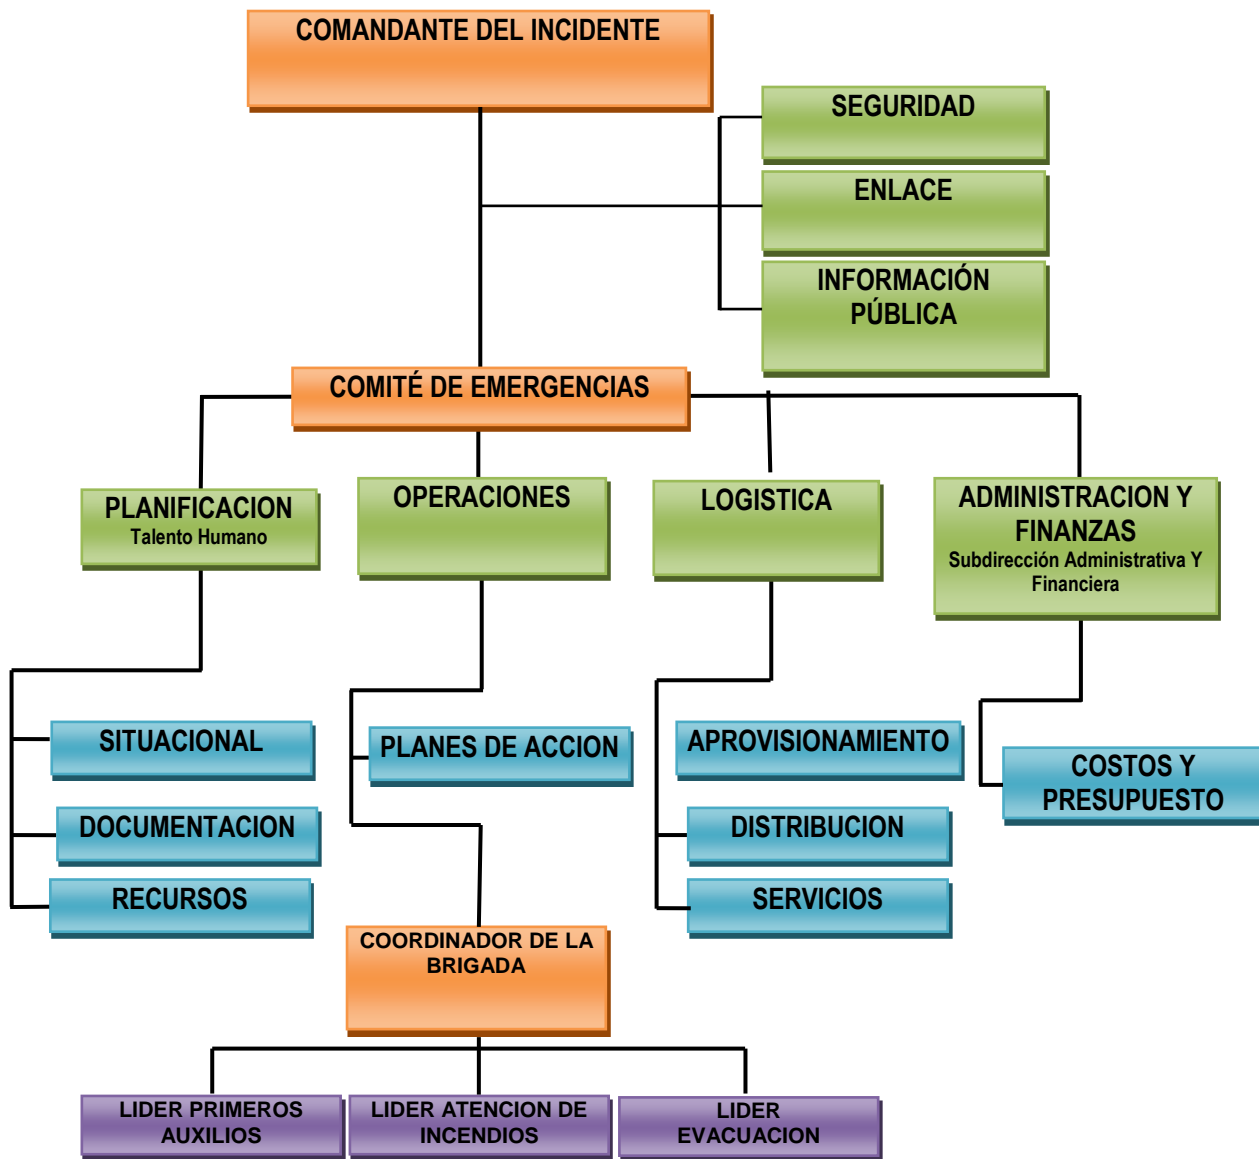 COMANDANTE DEL INCIDENTE
SEGURIDAD
ENLACE
INFORMACIÓN
PÚBLICA
COMITÉ DE EMERGENCIAS
PLANIFICACION
Talento Humano
OPERACIONES
LOGISTICA
ADMINISTRACION Y
FINANZAS
Subdirección Administrativa Y
Financiera
SITUACIONAL
DOCUMENTACION
RECURSOS
PLANES DE ACCION
APROVISIONAMIENTO
DISTRIBUCION
SERVICIOS
COSTOS Y
PRESUPUESTO
COORDINADOR DE LA
BRIGADA
LIDER PRIMEROS
AUXILIOS
LIDER ATENCION DE
INCENDIOS
LIDER
EVACUACION